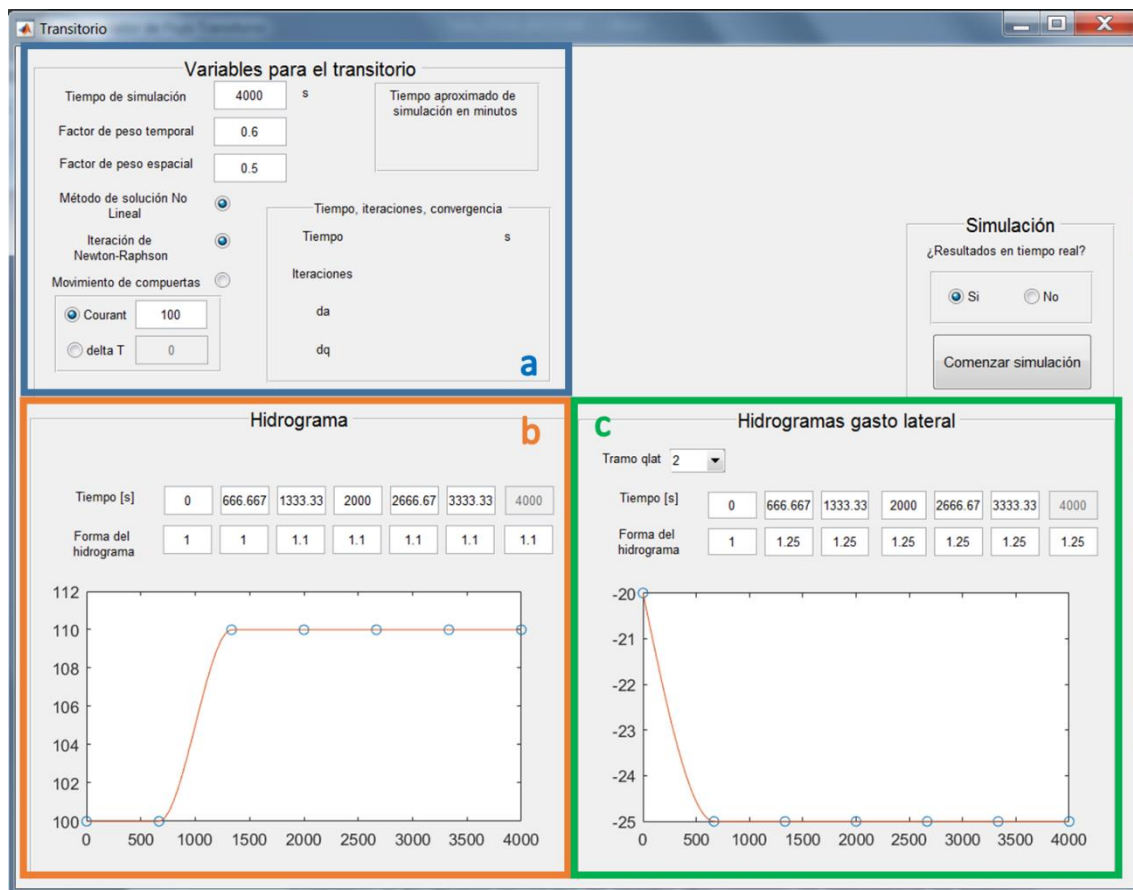 Transitorio
Variables para el transitorio
Tiempo de simulación 4000 s
Factor de peso temporal 0.6
Factor de peso espacial 0.5
Método de solución No
Lineal
Iteración de
Newton-Raphson
Movimiento de compuertas
Courant 100
delta T 0
Tiempo aproximado de
simulación en minutos
Tiempo, iteraciones, convergencia
Tiempo s
Iteraciones
da
dq
a
Simulación
¿Resultados en tiempo real?
Si No
Comenzar simulación
Hidrograma
b
Tiempo [s] 0 666.667 1333.33 2000 2666.67 3333.33 4000
Forma del
hidrograma
1 1 1.1 1.1 1.1 1.1 1.1
112
110
108
106
104
102
100
0 500 1000 1500 2000 2500 3000 3500 4000
c
Hidrogramas gasto lateral
Tramo qlat 2
Tiempo [s] 0 666.667 1333.33 2000 2666.67 3333.33 4000
Forma del
hidrograma
1 1.25 1.25 1.25 1.25 1.25 1.25
-20
-21
-22
-23
-24
-25
0 500 1000 1500 2000 2500 3000 3500 4000